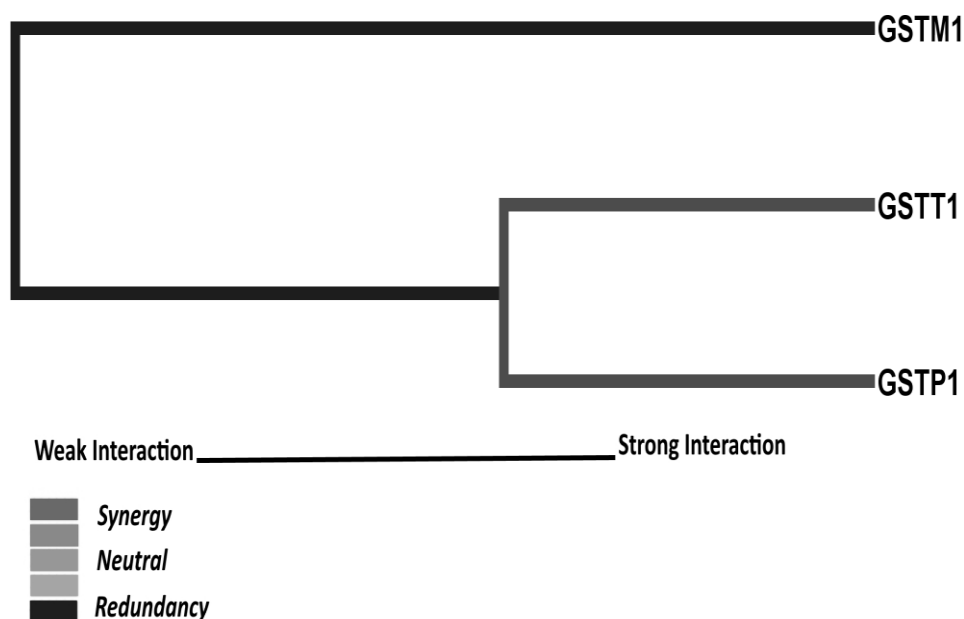 GSTM1
GSTT1
GSTP1
Weak Interaction Strong Interaction
Synergy
Neutral
Redundancy